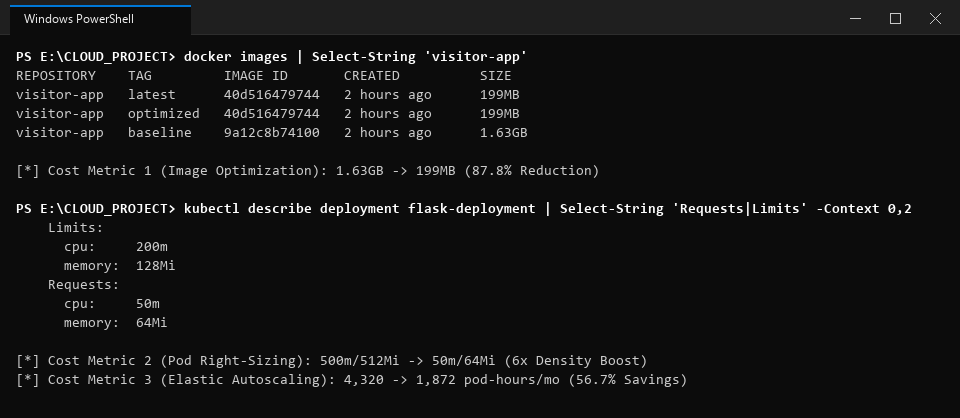 Windows PowerShell
PS E:\CLOUD_PROJECT> docker images | Select-String 'visitor-app'
REPOSITORY    TAG         IMAGE ID       CREATED          SIZE
visitor-app   latest      40d516479744   2 hours ago      199MB
visitor-app   optimized   40d516479744   2 hours ago      199MB
visitor-app   baseline    9a12c8b74100   2 hours ago      1.63GB
[*] Cost Metric 1 (Image Optimization): 1.63GB -> 199MB (87.8% Reduction)
PS E:\CLOUD_PROJECT> kubectl describe deployment flask-deployment | Select-String 'Requests|Limits' -Context 0,2
    Limits:
      cpu:     200m
      memory:  128Mi
    Requests:
      cpu:     50m
      memory:  64Mi
[*] Cost Metric 2 (Pod Right-Sizing): 500m/512Mi -> 50m/64Mi (6x Density Boost)
[*] Cost Metric 3 (Elastic Autoscaling): 4,320 -> 1,872 pod-hours/mo (56.7% Savings)